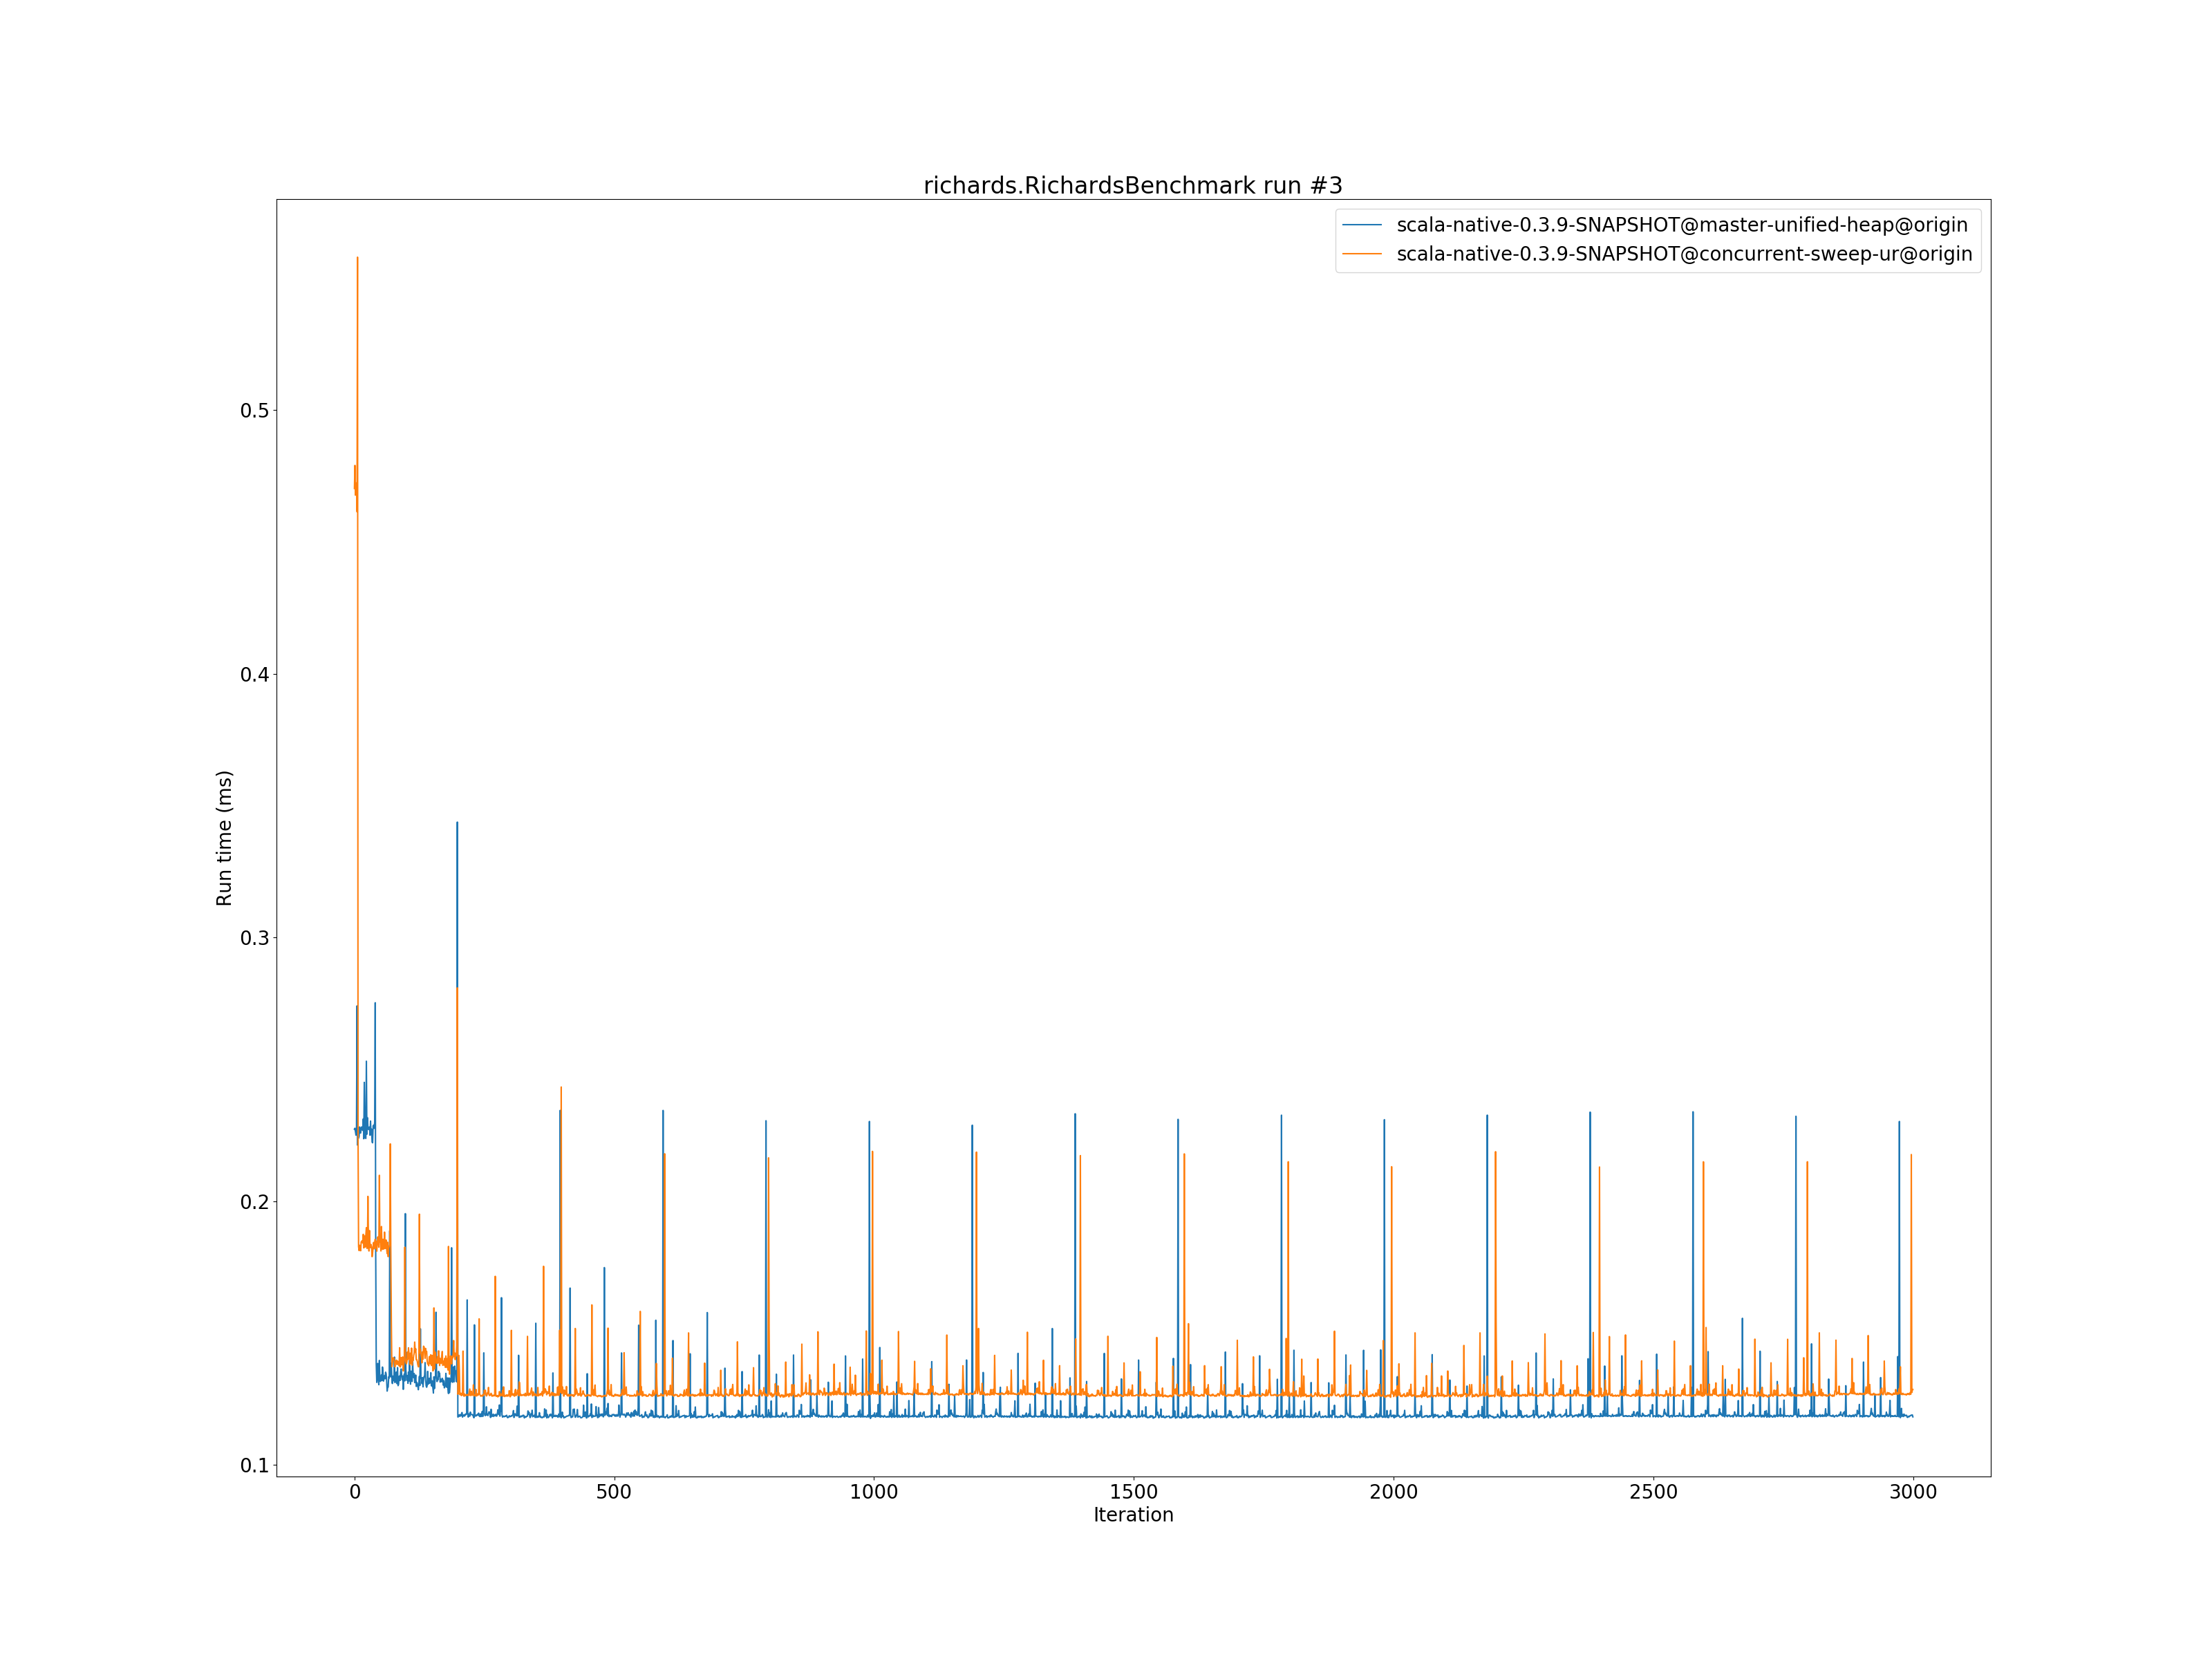 richards.RichardsBenchmark run #3
scala-native-0.3.9-SNAPSHOT@master-unified-heap@origin
scala-native-0.3.9-SNAPSHOT@concurrent-sweep-ur@origin
0.5
0.4
0.3
0.2
0.1
Run time (ms)
0 500 1000 1500 2000 2500 3000
Iteration